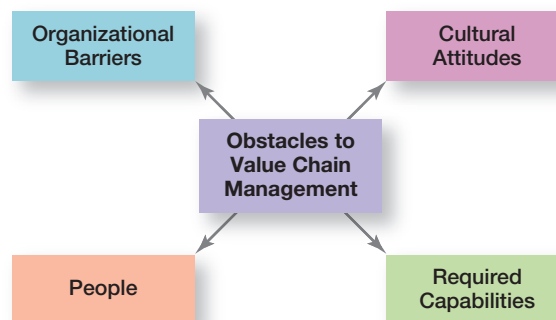 Organizational
Barriers
Cultural
Attitudes
Obstacles to
Value Chain
Management
People
Required
Capabilities